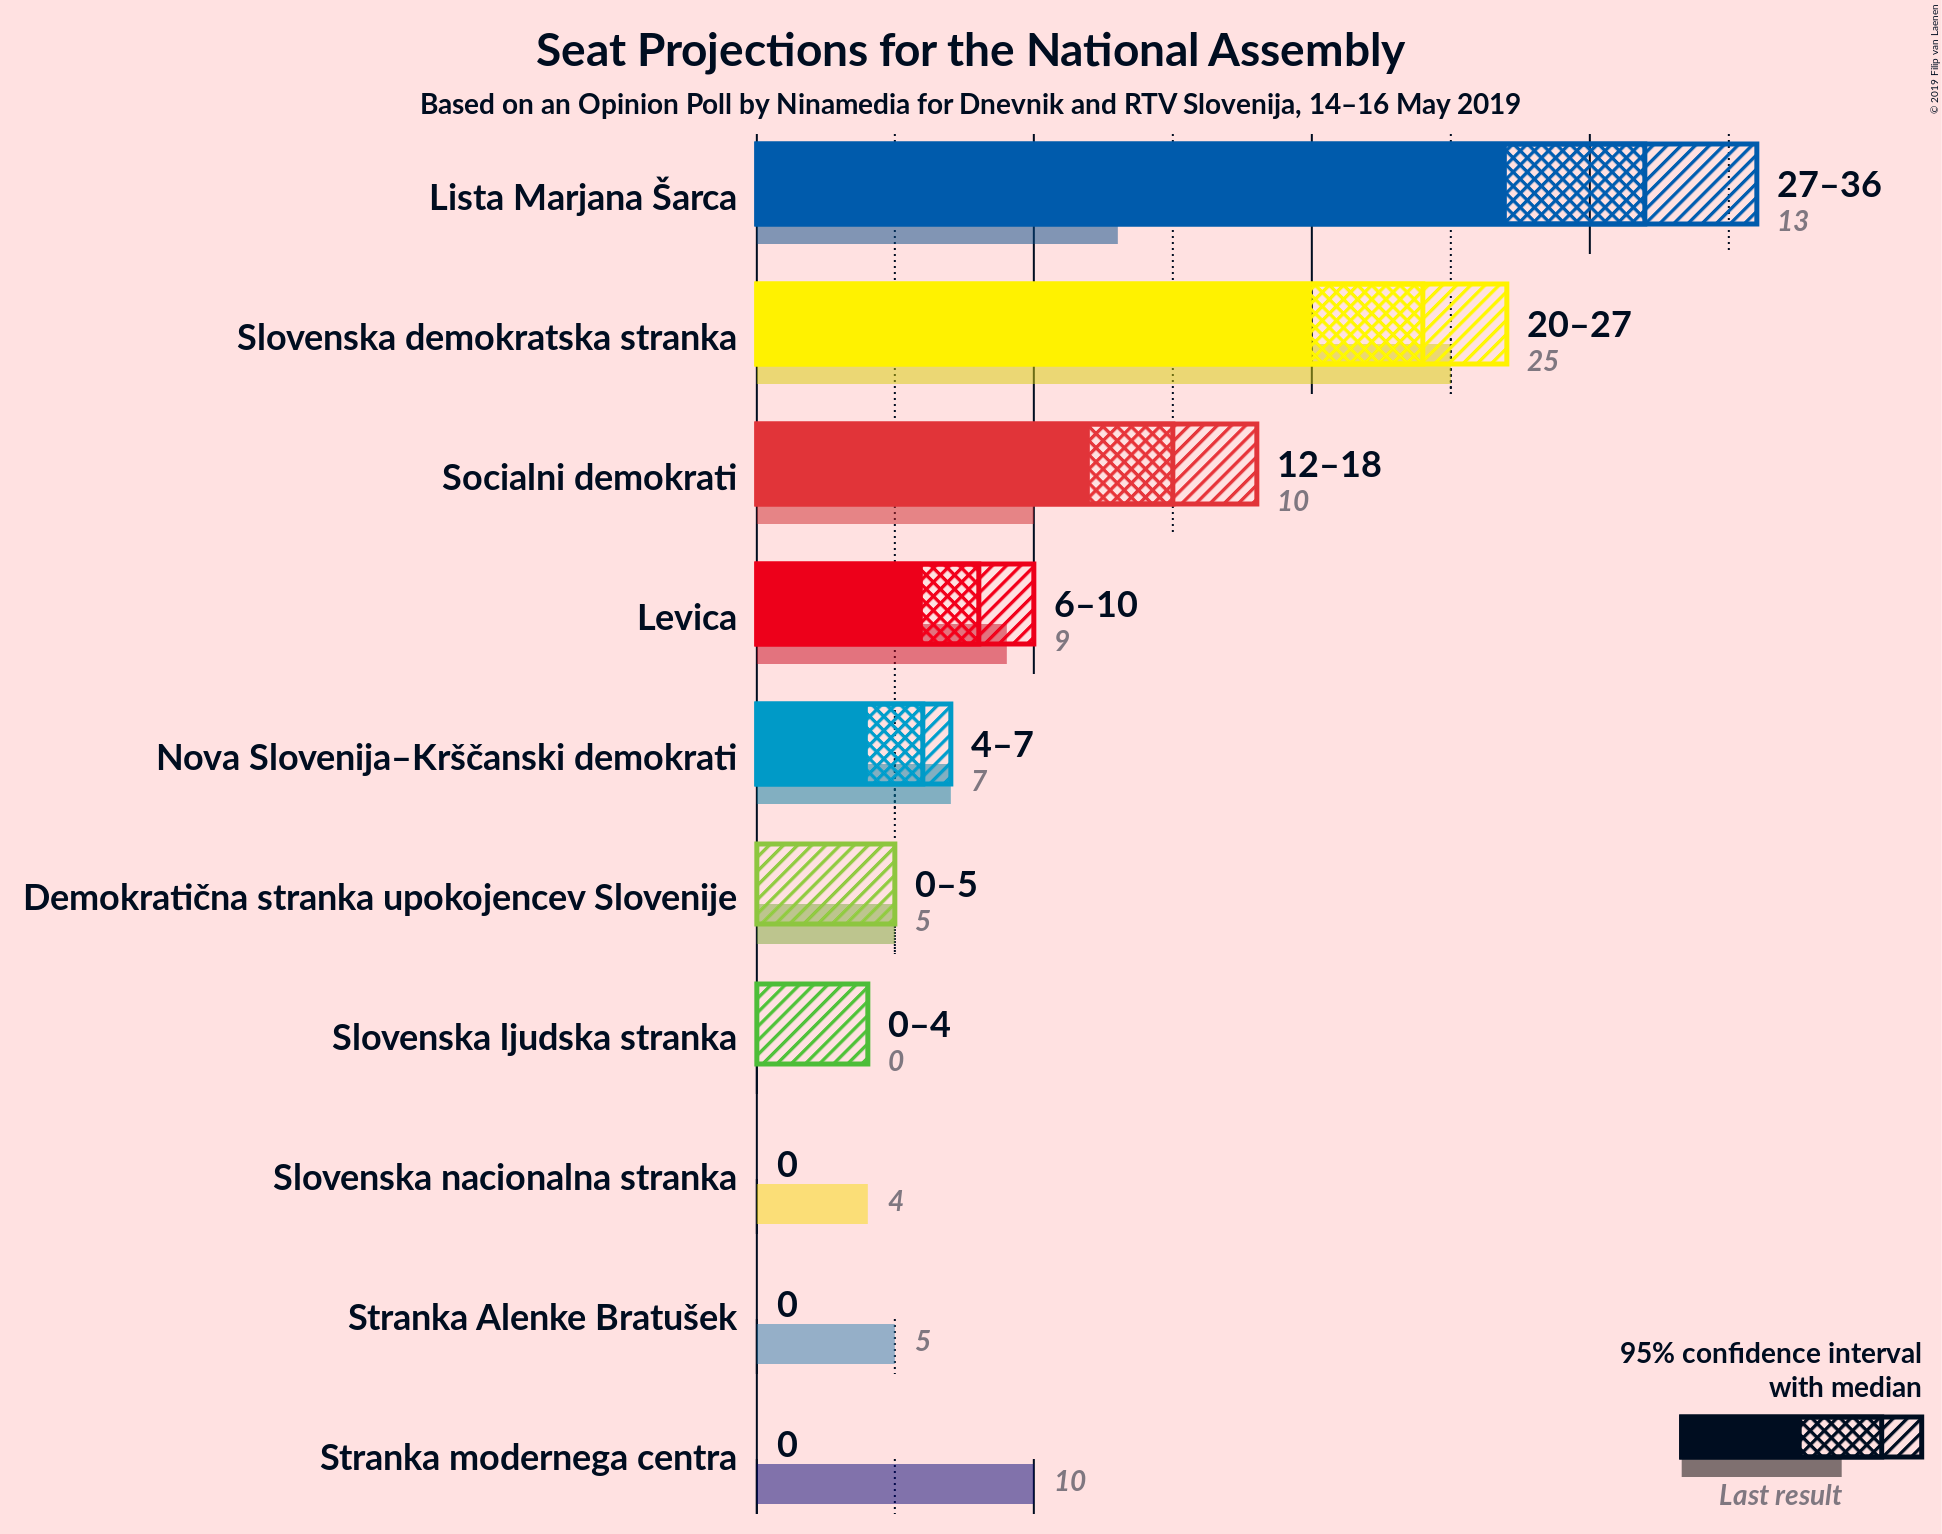 Seat Projections for the National Assembly
Based on an Opinion Poll by Ninamedia for Dnevnik and RTV Slovenija, 14–16 May 2019
© 2019 Filip van Laenen
Lista Marjana Šarca
27–36
13
Slovenska demokratska stranka
20–27
25
Socialni demokrati
12–18
10
Levica
6–10
9
Nova Slovenija–Krščanski demokrati
4–7
7
Demokratična stranka upokojencev Slovenije
0–5
5
Slovenska ljudska stranka
0–4
0
Slovenska nacionalna stranka
0
4
Stranka Alenke Bratušek
0
5
Stranka modernega centra
0
10
95% confidence interval
with median
Last result